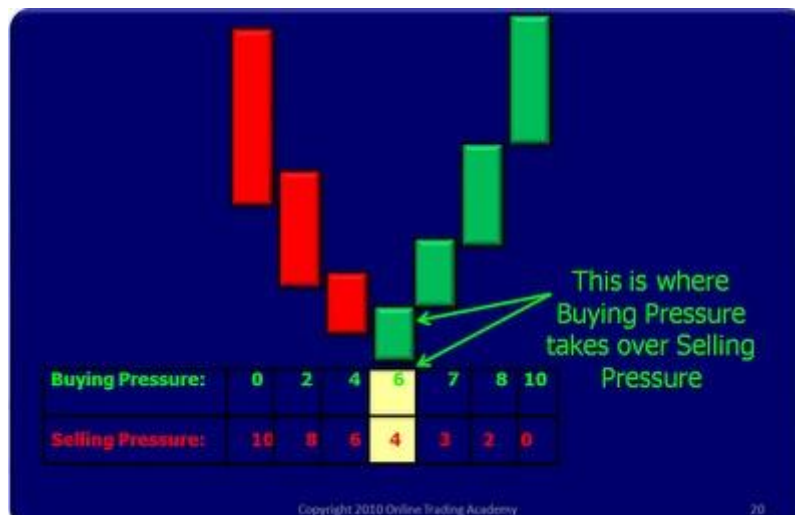 This is where
Buying Pressure
takes over Selling
Pressure
Buying Pressure: 0 2 4 6 7 8 10
Selling Pressure: 10 8 6 4 3 2 0
Copyright 2010 Online Trading Academy 20